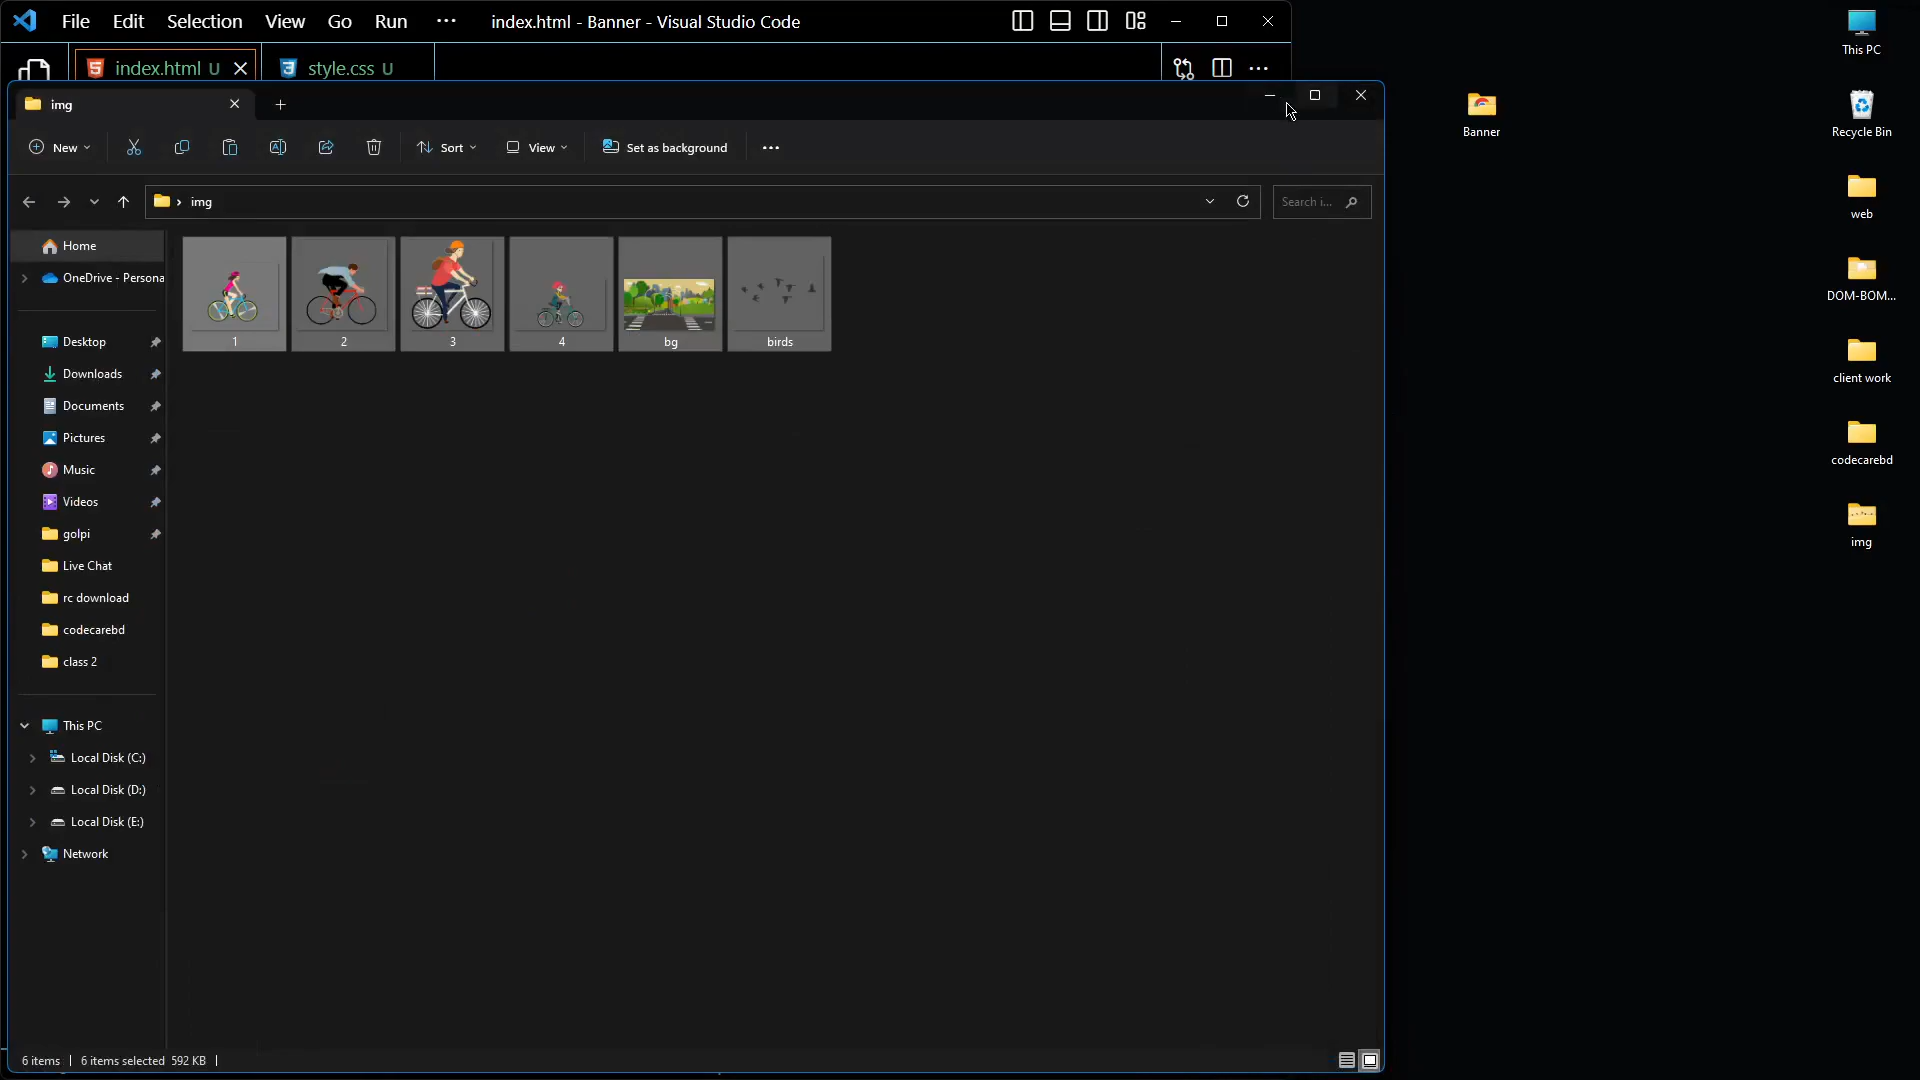 File Edit Selection View Go Run ··· index.html - Banner - Visual Studio Code
index.html U style.css U
img
New Sort View Set as background
img
Search i...
Home
OneDrive - Persona
Desktop
Downloads
Documents
Pictures
Music
Videos
golpi
Live Chat
rc download
codecarebd
class 2
This PC
Local Disk (C:)
Local Disk (D:)
Local Disk (E:)
Network
1 2 3 4 bg birds
6 items 6 items selected 592 KB
Banner
This PC
Recycle Bin
web
DOM-BOM...
client work
codecarebd
img